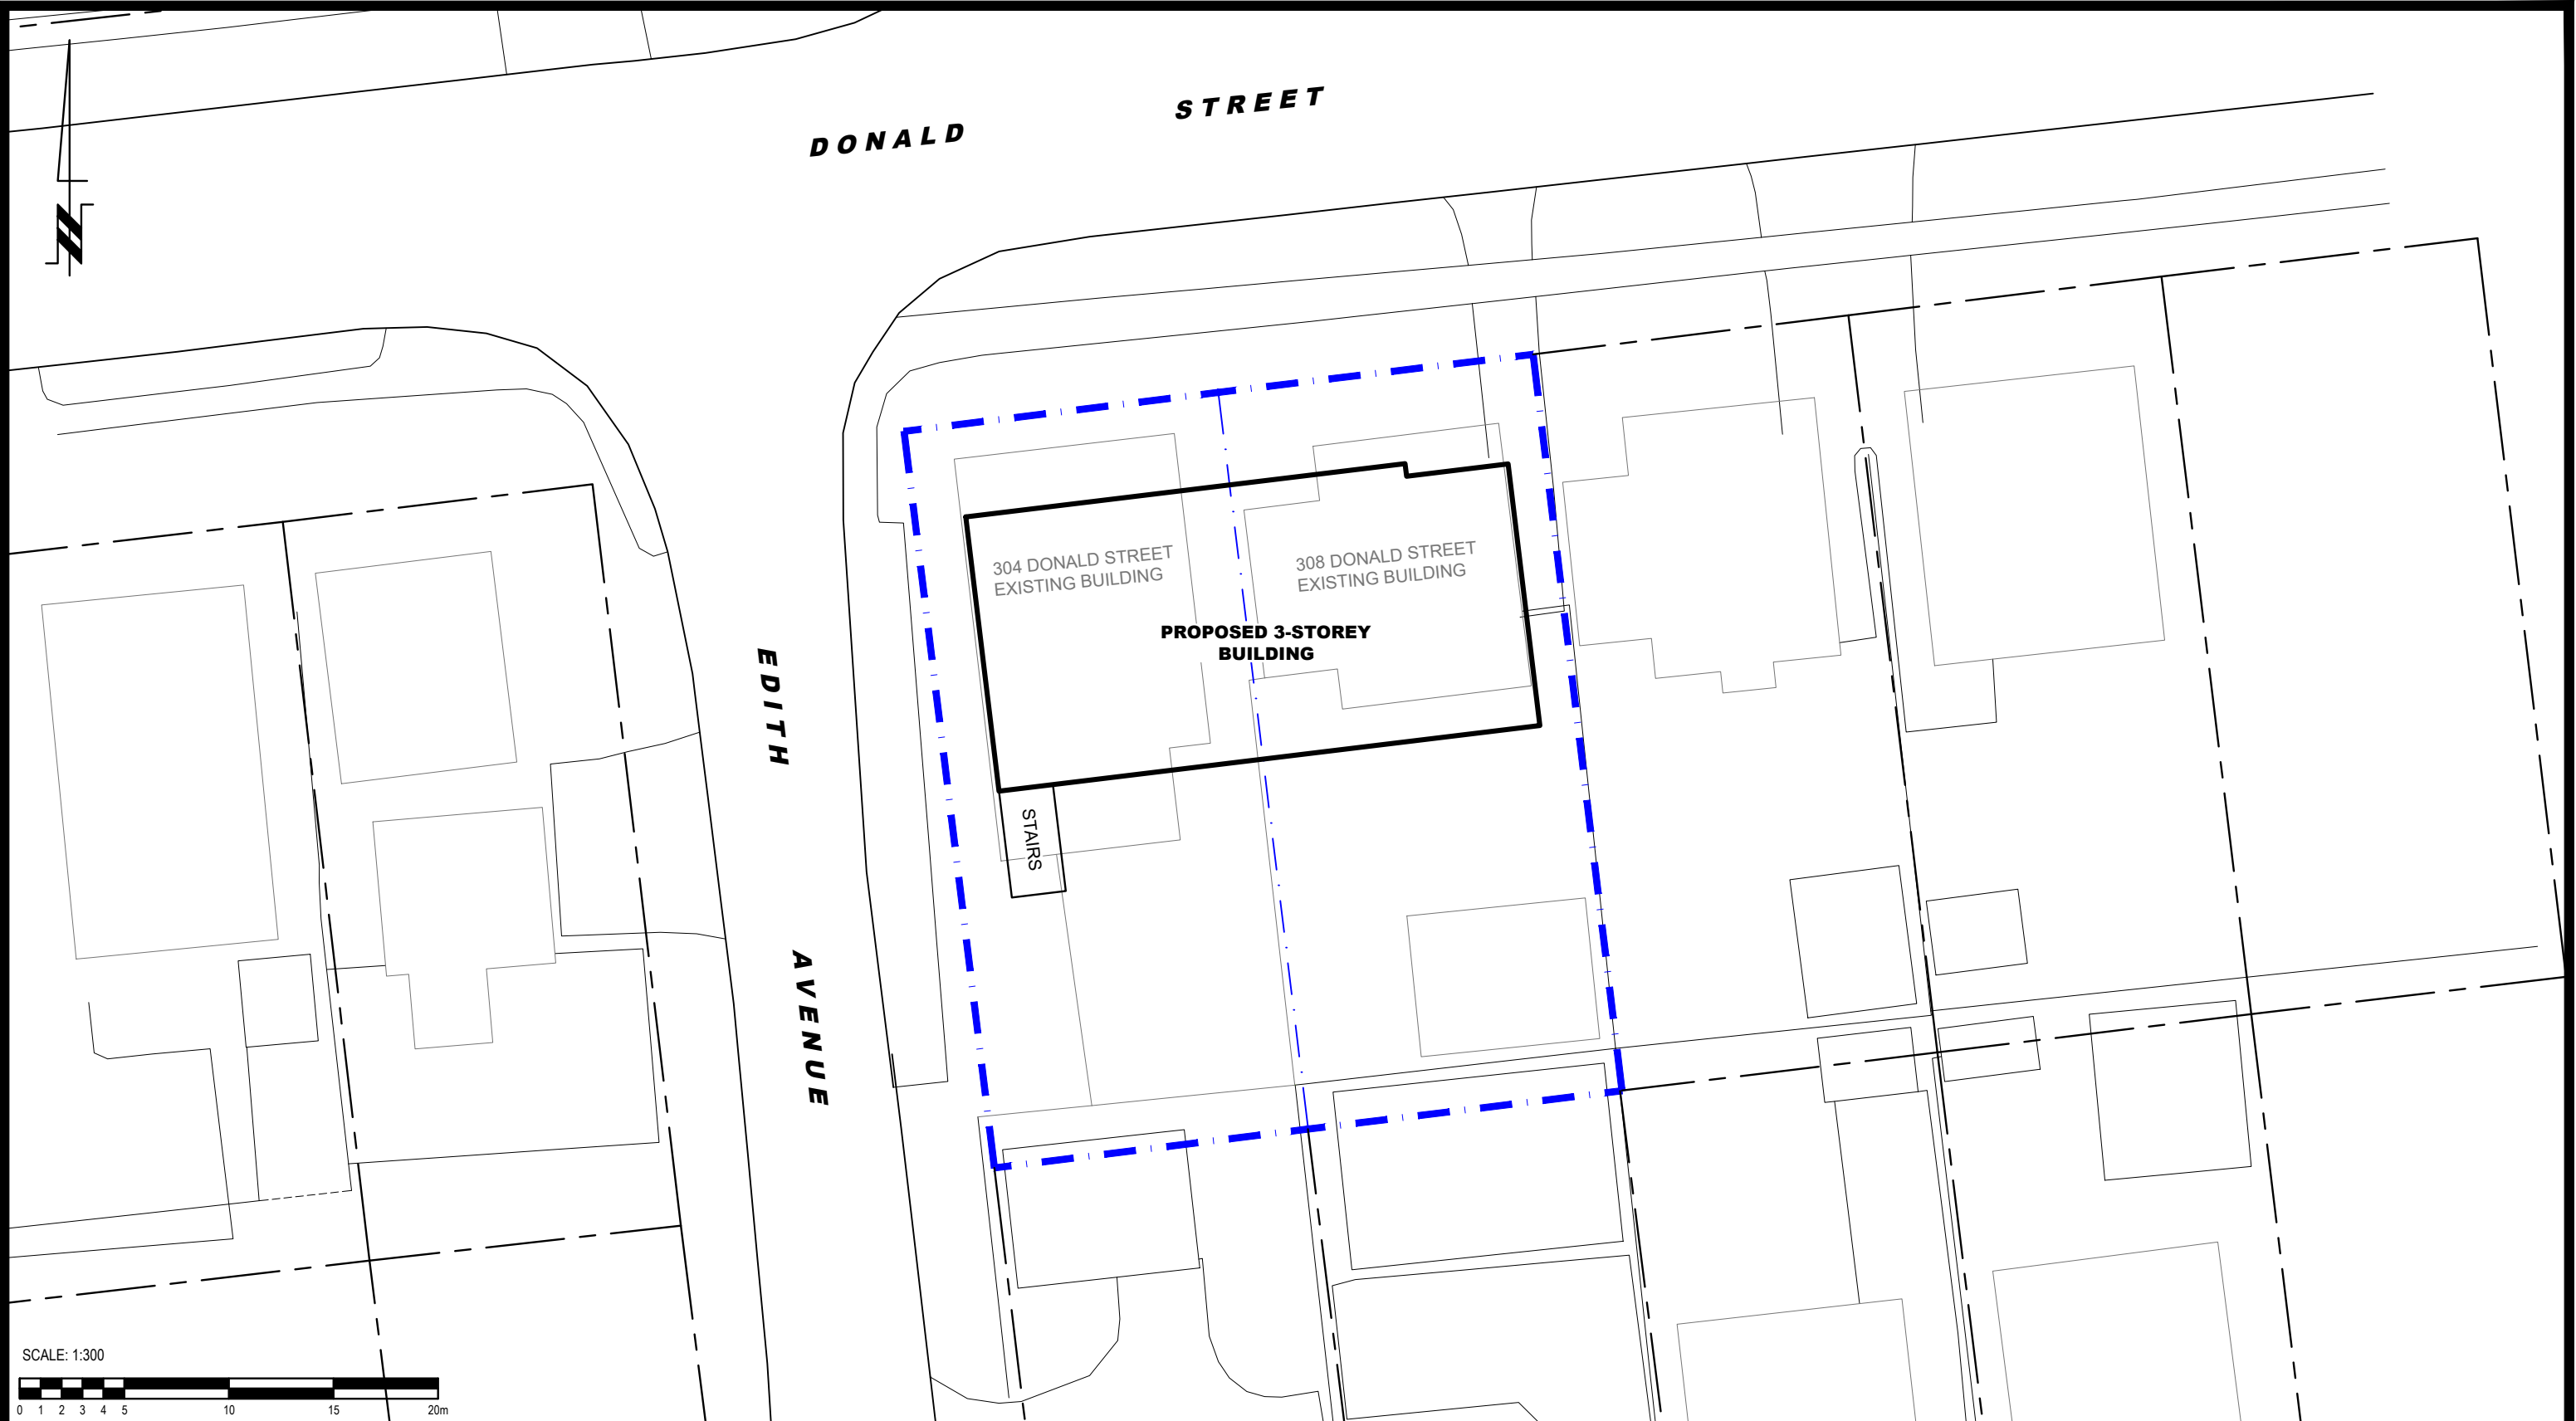 DONALD STREET
304 DONALD STREET
EXISTING BUILDING
308 DONALD STREET
EXISTING BUILDING
PROPOSED 3-STOREY
BUILDING
EDITH AVENUE
STAIRS
SCALE: 1:300
0 1 2 3 4 5 10 15 20m